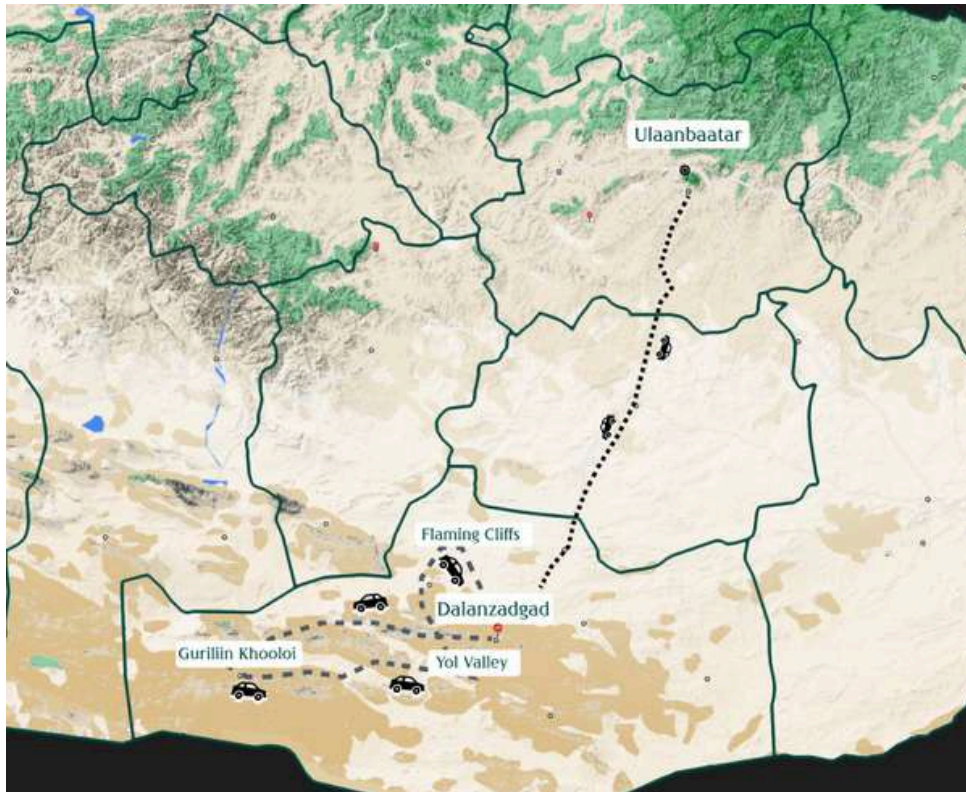 Ulaanbaatar
Flaming Cliffs
Dalanzadgad
Guriliin Khooloi
Yol Valley